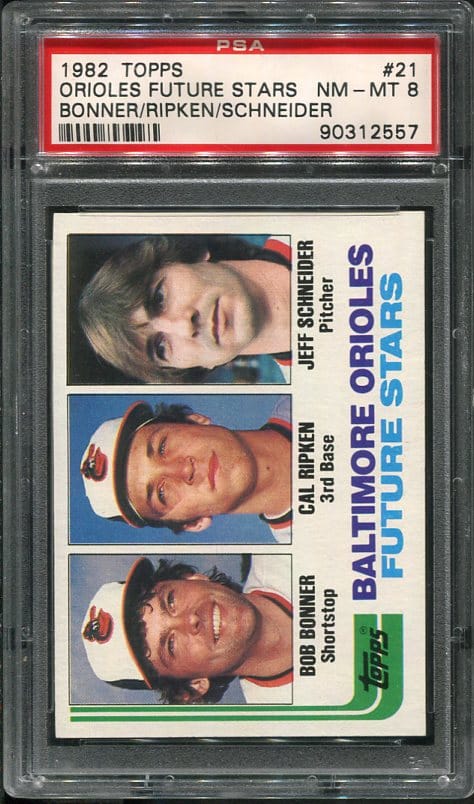 PSA
1982 TOPPS #21
ORIOLES FUTURE STARS NM-MT 8
BONNER/RIPKEN/SCHNEIDER
90312557
BOB BONNER
Shortstop
CAL RIPKEN
3rd Base
JEFF SCHNEIDER
Pitcher
TOPPS®
BALTIMORE ORIOLES
FUTURE STARS